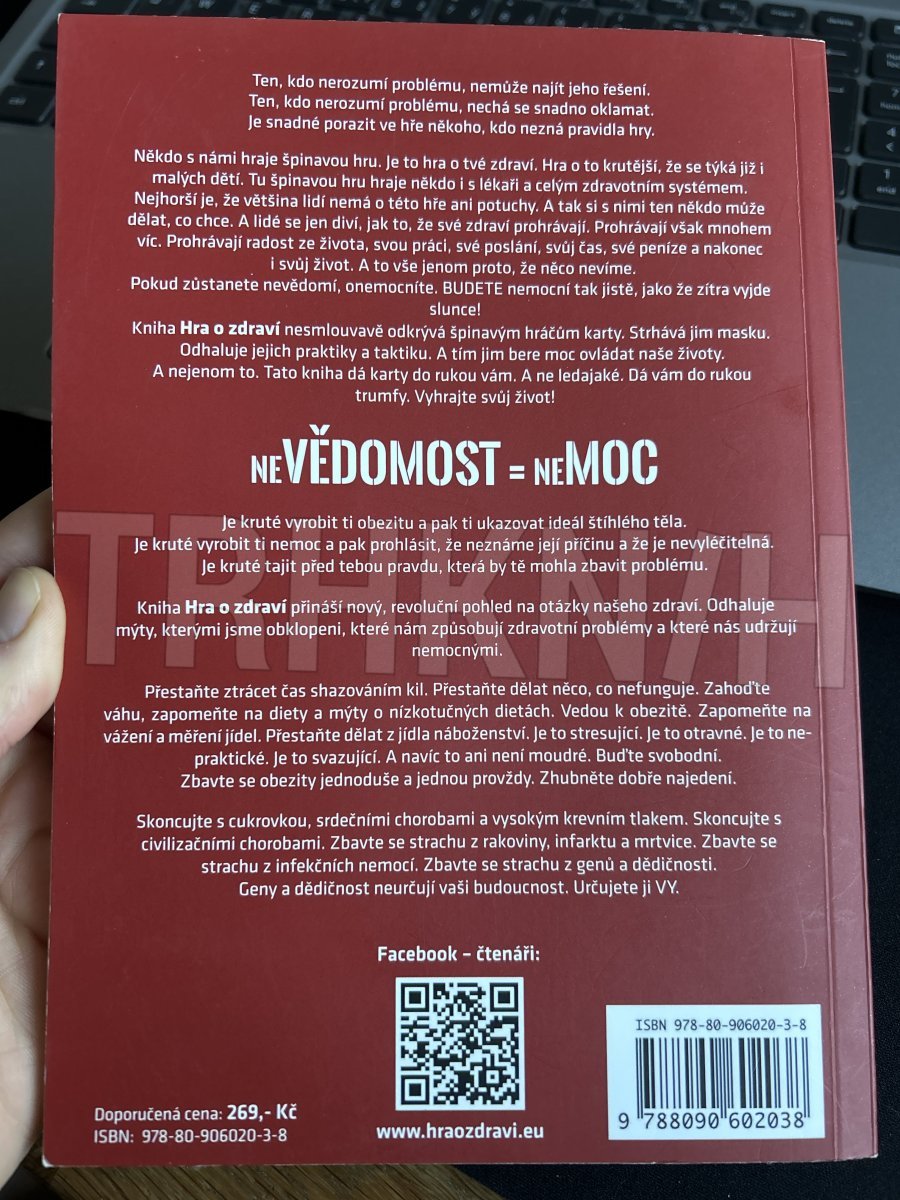 Ten, kdo nerozumí problému, nemůže najít jeho řešení.
Ten, kdo nerozumí problému, nechá se snadno oklamat.
Je snadné porazit ve hře někoho, kdo nezná pravidla hry.
Někdo s námi hraje špinavou hru. Je to hra o tvé zdraví. Hra o to krutější, že se týká již i
malých dětí. Tu špinavou hru hraje někdo i s lékaři a celým zdravotním systémem.
Nejhorší je, že většina lidí nemá o této hře ani potuchy. A tak si s nimi ten někdo může
dělat, co chce. A lidé se jen diví, jak to, že své zdraví prohrávají. Prohrávají však mnohem
víc. Prohrávají radost ze života, svou práci, své poslání, svůj čas, své peníze a nakonec
i svůj život. A to vše jenom proto, že něco nevíme.
Pokud zůstanete nevědomí, onemocníte. BUDETE nemocní tak jistě, jako že zítra vyjde
slunce!
Kniha Hra o zdraví nesmlouvavě odkrývá špinavým hráčům karty. Strhává jim masku.
Odhaluje jejich praktiky a taktiku. A tím jim bere moc ovládat naše životy.
A nejenom to. Tato kniha dá karty do rukou vám. A ne ledajaké. Dá vám do rukou
trumfy. Vyhrajte svůj život!
NEVĚDOMOST = NEMOC
Je kruté vyrobit ti obezitu a pak ti ukazovat ideál štíhlého těla.
Je kruté vyrobit ti nemoc a pak prohlásit, že neznáme její příčinu a že je nevyléčitelná.
Je kruté tajit před tebou pravdu, která by tě mohla zbavit problému.
TRHKNIH
Kniha Hra o zdraví přináší nový, revoluční pohled na otázky našeho zdraví. Odhaluje
mýty, kterými jsme obklopeni, které nám způsobují zdravotní problémy a které nás udržují
nemocnými.
Přestaňte ztrácet čas shazováním kil. Přestaňte dělat něco, co nefunguje. Zahoďte
váhu, zapomeňte na diety a mýty o nízkotučných dietách. Vedou k obezitě. Zapomeňte na
vážení a měření jídel. Přestaňte dělat z jídla náboženství. Je to stresující. Je to otravné. Je to ne-
praktické. Je to svazující. A navíc to ani není moudré. Buďte svobodní.
Zbavte se obezity jednoduše a jednou provždy. Zhubněte dobře najedení.
Skoncujte s cukrovkou, srdečními chorobami a vysokým krevním tlakem. Skoncujte s
civilizačními chorobami. Zbavte se strachu z rakoviny, infarktu a mrtvice. Zbavte se
strachu z infekčních nemocí. Zbavte se strachu z genů a dědičnosti.
Geny a dědičnost neurčují vaši budoucnost. Určujete ji VY.
Facebook – čtenáři:
www.hraozdravi.eu
Doporučená cena: 269,- Kč
ISBN: 978-80-906020-3-8
ISBN 978-80-906020-3-8
9 788090 602038